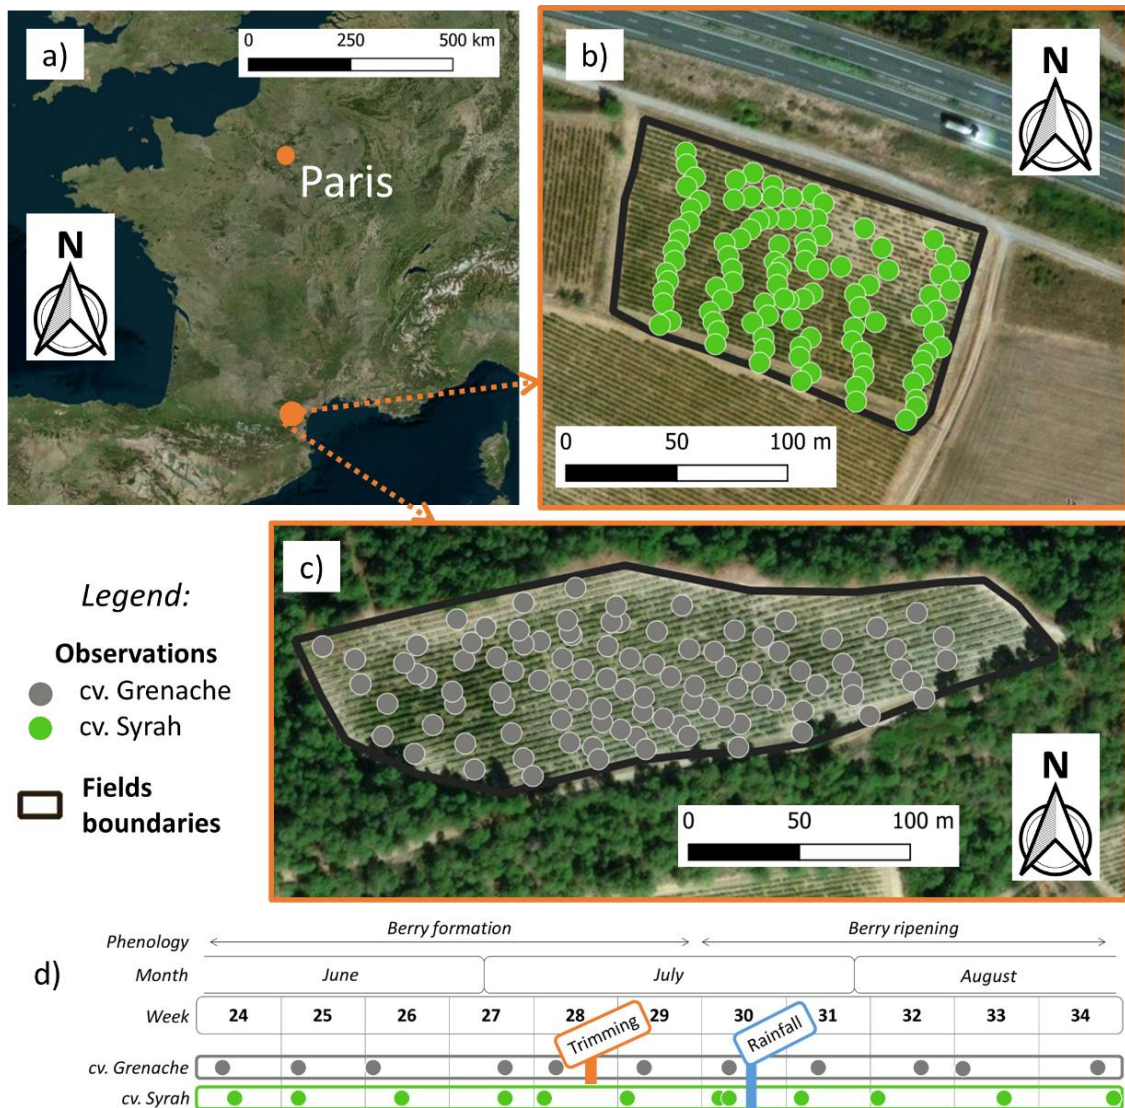 a)
0 250 500 km
Paris
N
b)
N
0 50 100 m
c)
Legend:
Observations
cv. Grenache
cv. Syrah
Fields
boundaries
N
0 50 100 m
d)
Phenology Berry formation Berry ripening
Month June July August
Week 24 25 26 27 28 29 30 31 32 33 34
Trimming
Rainfall
cv. Grenache
cv. Syrah